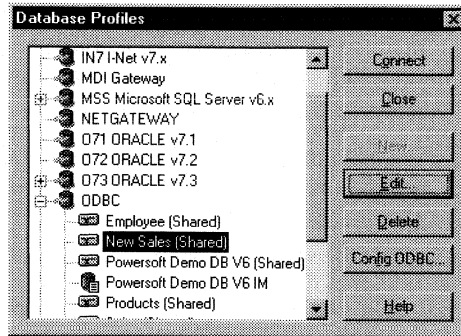 Database Profiles
IN7 I-Net v7.x
MDI Gateway
MSS Microsoft SQL Server v6.x
NETGATEWAY
O71 ORACLE v7.1
O72 ORACLE v7.2
O73 ORACLE v7.3
ODBC
Employee (Shared)
New Sales (Shared)
Powersoft Demo DB V6 (Shared)
Powersoft Demo DB V6 IM
Products (Shared)
Connect
Close
New...
Edit...
Delete
Config ODBC...
Help